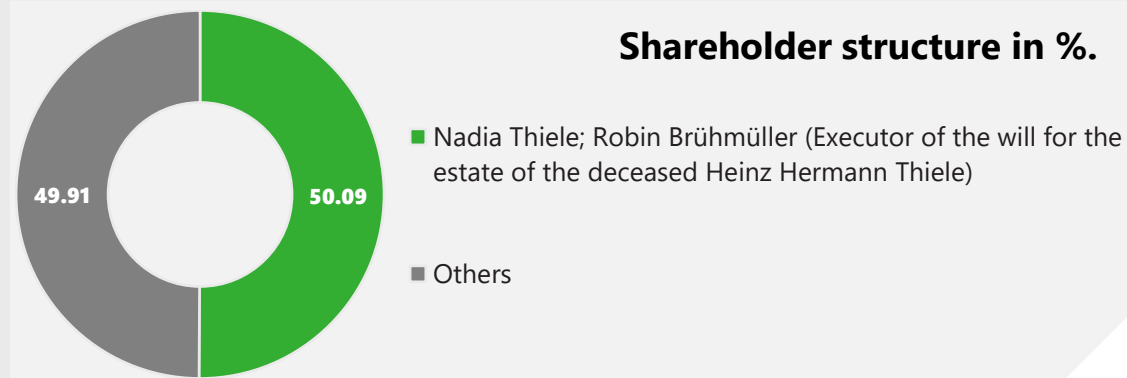 Shareholder structure in %.
Nadia Thiele; Robin Brühmüller (Executor of the will for the
estate of the deceased Heinz Hermann Thiele)
49.91
50.09
Others